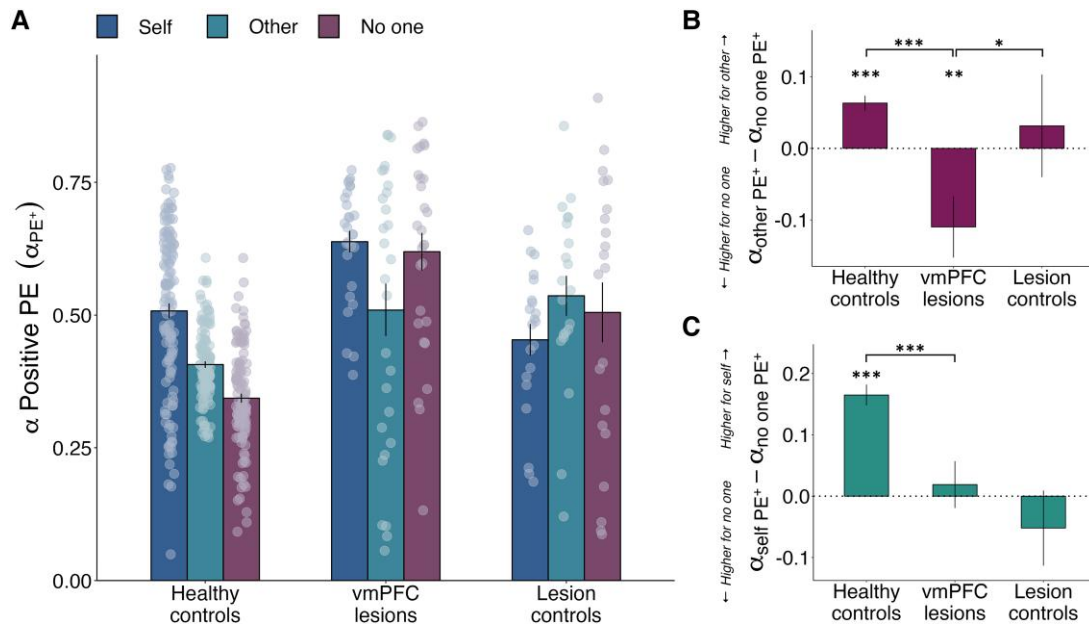 A
Self
Other
No one
α Positive PE (αPE+)
0.75
0.50
0.25
0.00
Healthy
controls
vmPFC
lesions
Lesion
controls
B
← Higher for no one
Higher for other →
αother PE+ − αno one PE+
0.1
0.0
-0.1
***
*
***
**
Healthy
controls
vmPFC
lesions
Lesion
controls
C
← Higher for no one
Higher for self →
αself PE+ − αno one PE+
0.2
0.1
0.0
-0.1
***
***
Healthy
controls
vmPFC
lesions
Lesion
controls